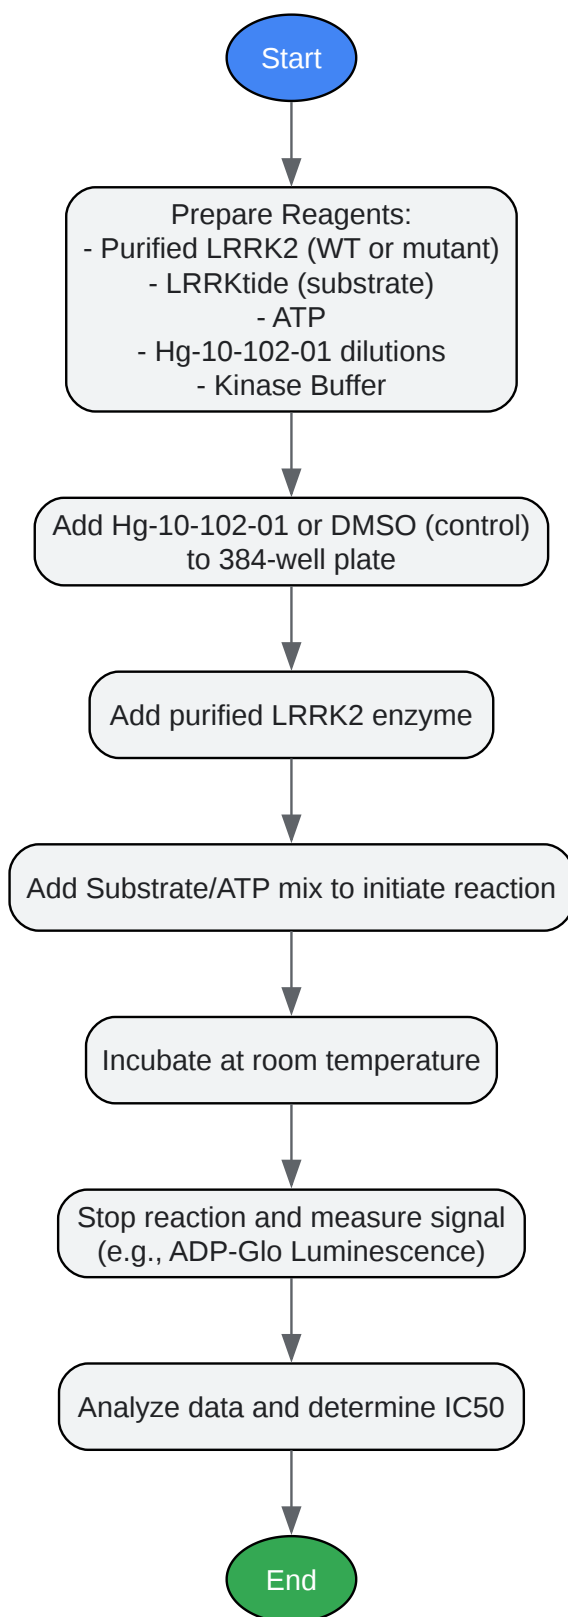 Start
Prepare Reagents:
- Purified LRRK2 (WT or mutant)
- LRRKtide (substrate)
- ATP
- Hg-10-102-01 dilutions
- Kinase Buffer
Add Hg-10-102-01 or DMSO (control)
to 384-well plate
Add purified LRRK2 enzyme
Add Substrate/ATP mix to initiate reaction
Incubate at room temperature
Stop reaction and measure signal
(e.g., ADP-Glo Luminescence)
Analyze data and determine IC50
End